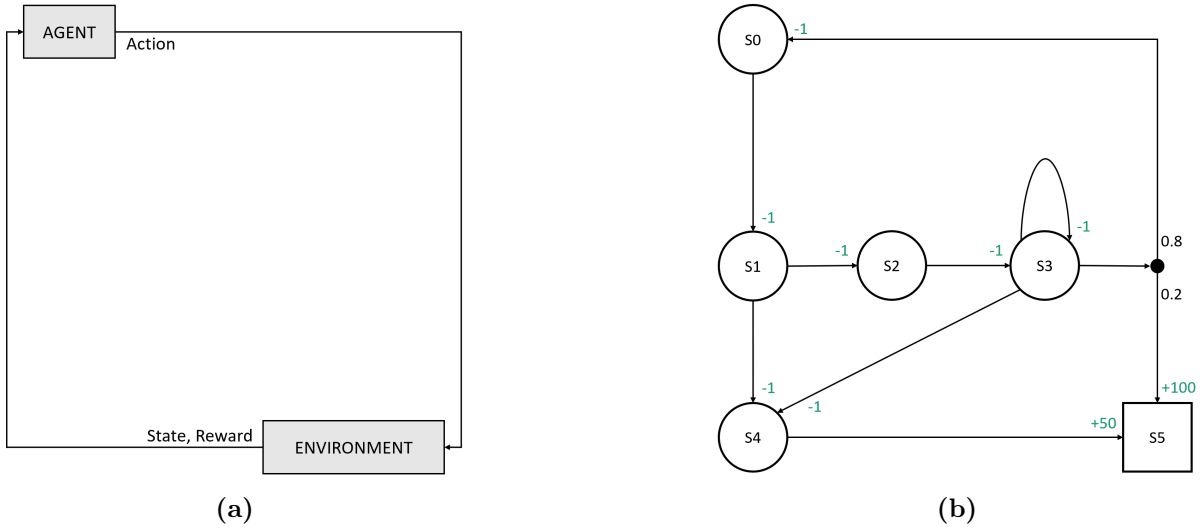 AGENT
Action
State, Reward
ENVIRONMENT
(a)
S0
-1
-1
S1
-1
S2
-1
S3
-1
0.8
0.2
-1
-1
+100
S4
+50
S5
(b)